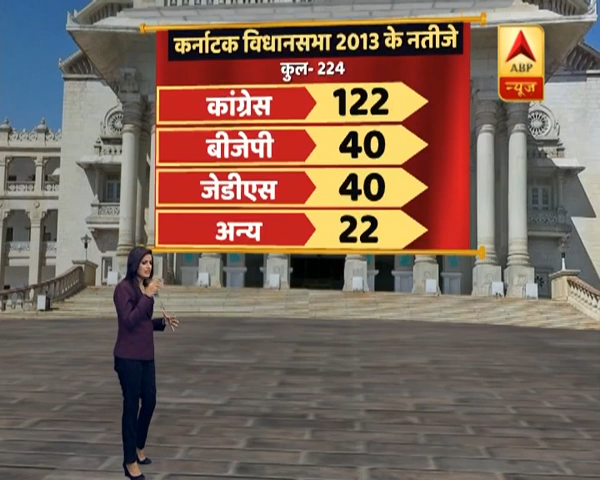 कर्नाटक विधानसभा 2013 के नतीजे
कुल- 224
कांग्रेस 122
बीजेपी 40
जेडीएस 40
अन्य 22
ABP
न्यूज़